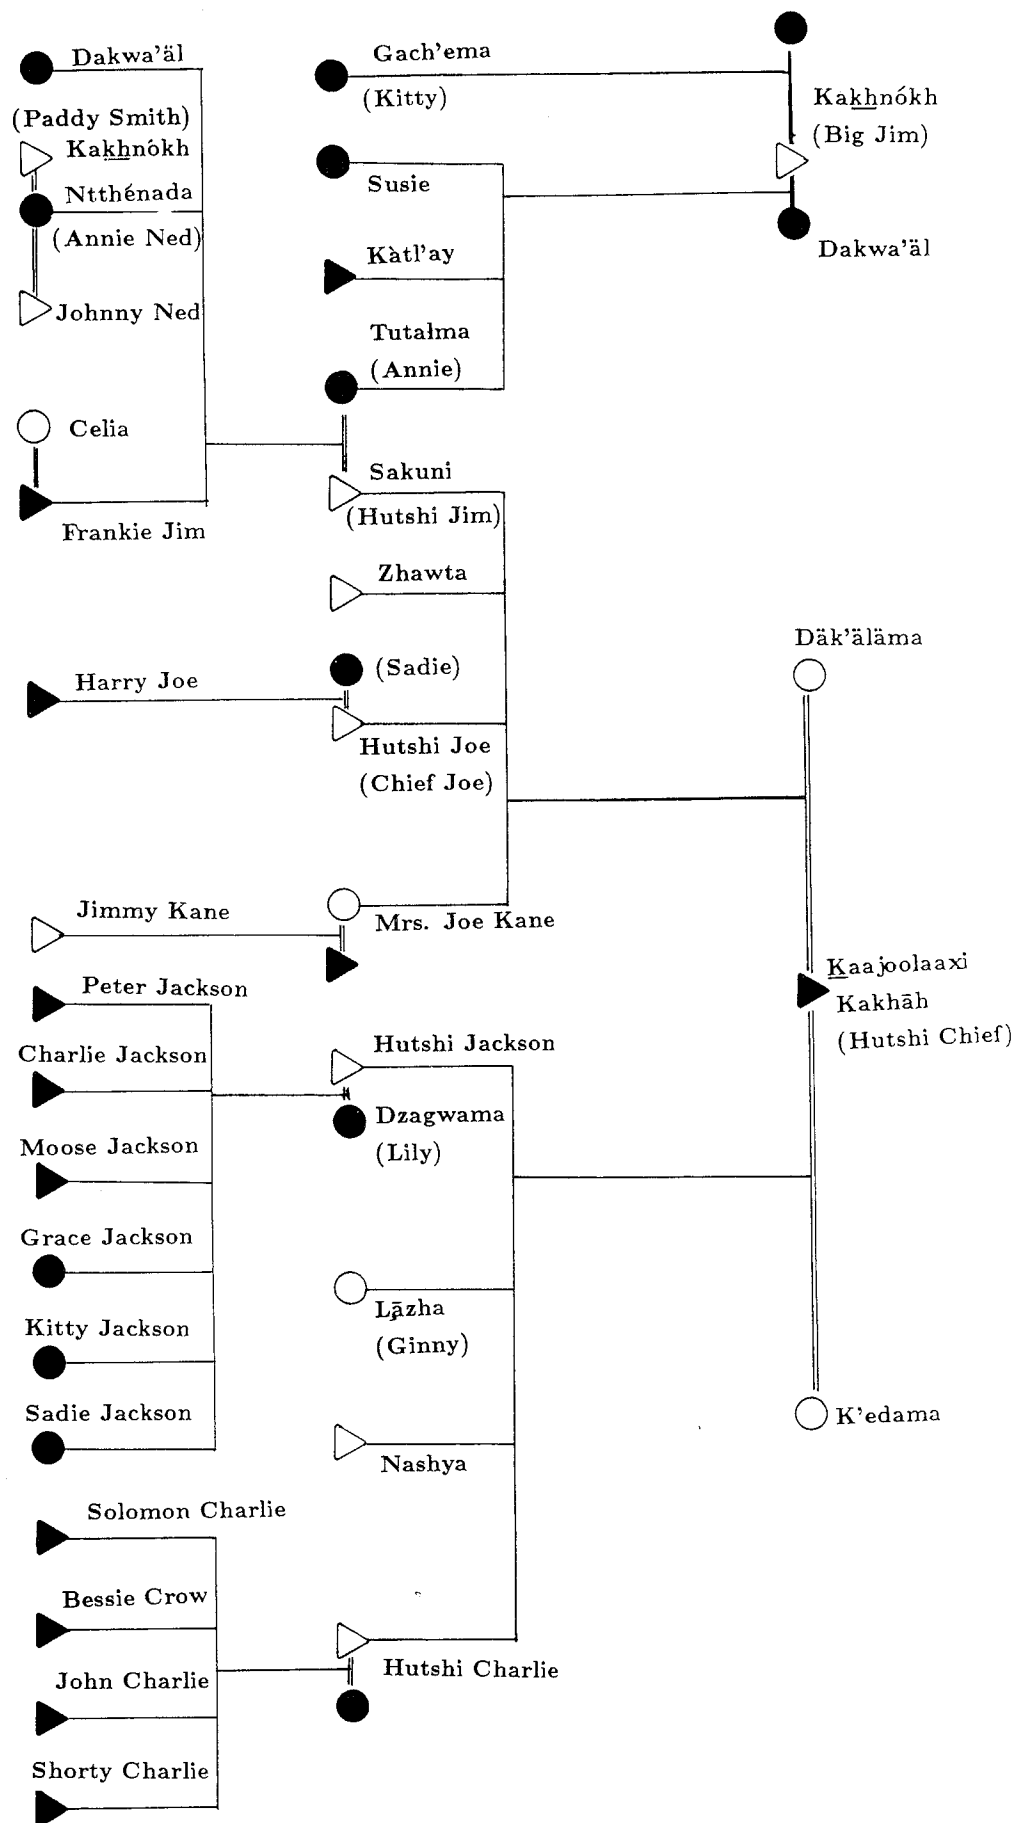 Dakwa'äl
(Paddy Smith)
Kakhnókh
Ntthénada
(Annie Ned)
Johnny Ned
Celia
Frankie Jim
Harry Joe
Jimmy Kane
Peter Jackson
Charlie Jackson
Moose Jackson
Grace Jackson
Kitty Jackson
Sadie Jackson
Solomon Charlie
Bessie Crow
John Charlie
Shorty Charlie
Gach'ema
(Kitty)
Susie
Kàtl'ay
Tutałma
(Annie)
Sakuni
(Hutshi Jim)
Zhawta
(Sadie)
Hutshi Joe
(Chief Joe)
Mrs. Joe Kane
Hutshi Jackson
Dzagwama
(Lily)
Lą̄zha
(Ginny)
Nashya
Hutshi Charlie
Kakhnókh
(Big Jim)
Dakwa'äl
Däk'äläma
Kaajoolaaxi
Kakhāh
(Hutshi Chief)
K'edama